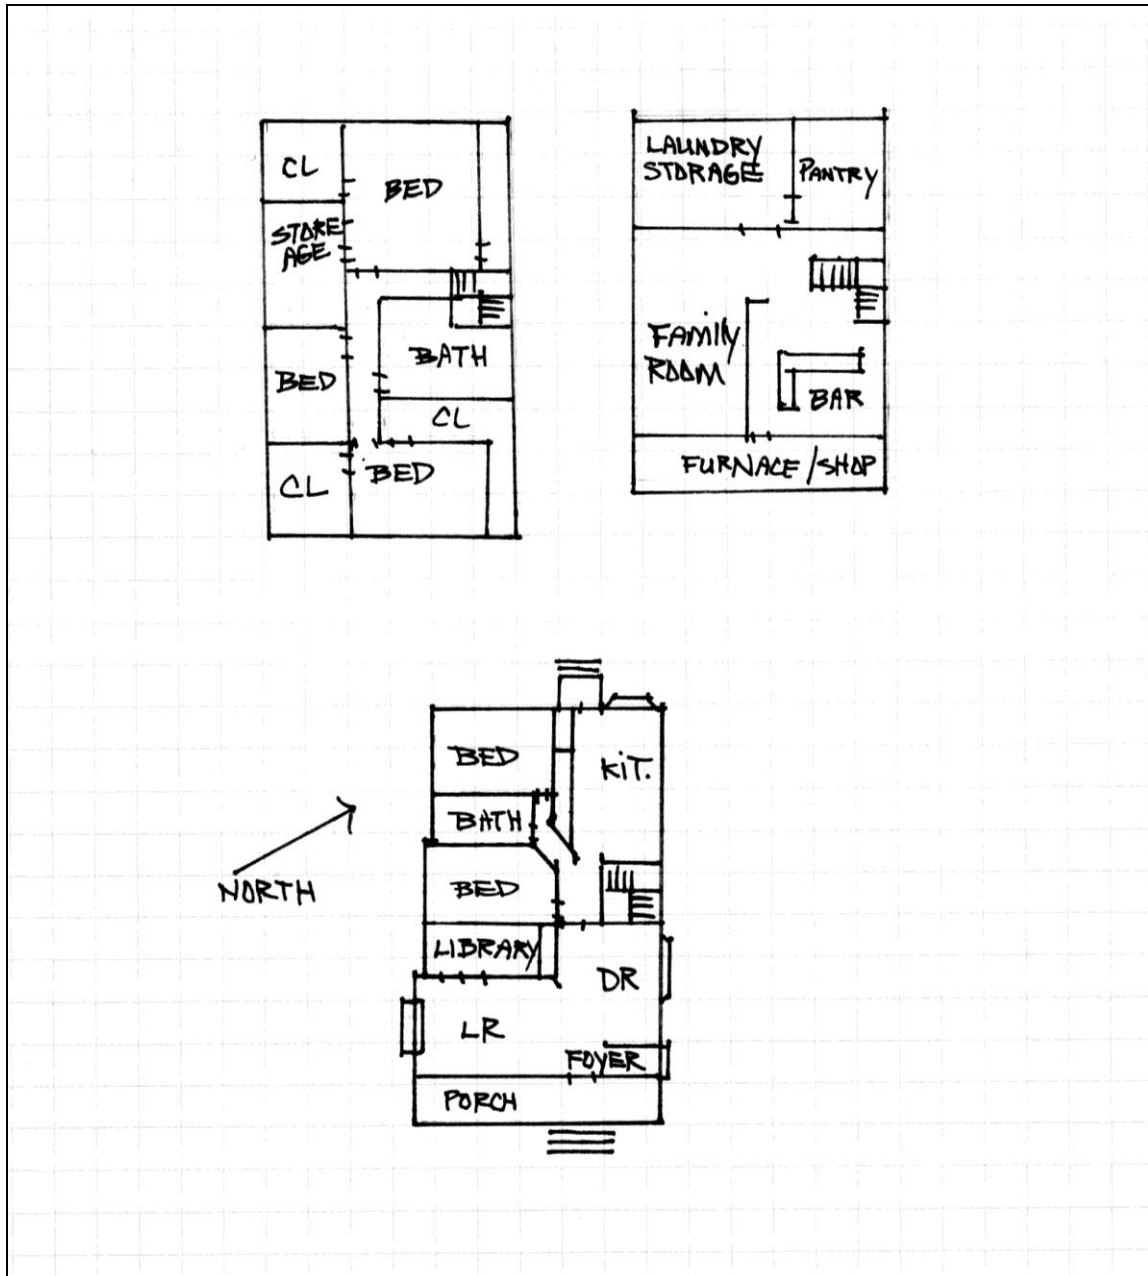 CL
BED
STORE
AGE
BED
BATH
CL
CL
BED
LAUNDRY
STORAGE
PANTRY
FAMILY
ROOM
BAR
FURNACE/SHOP
BED
KIT.
BATH
BED
NORTH
LIBRARY
DR
LR
FOYER
PORCH